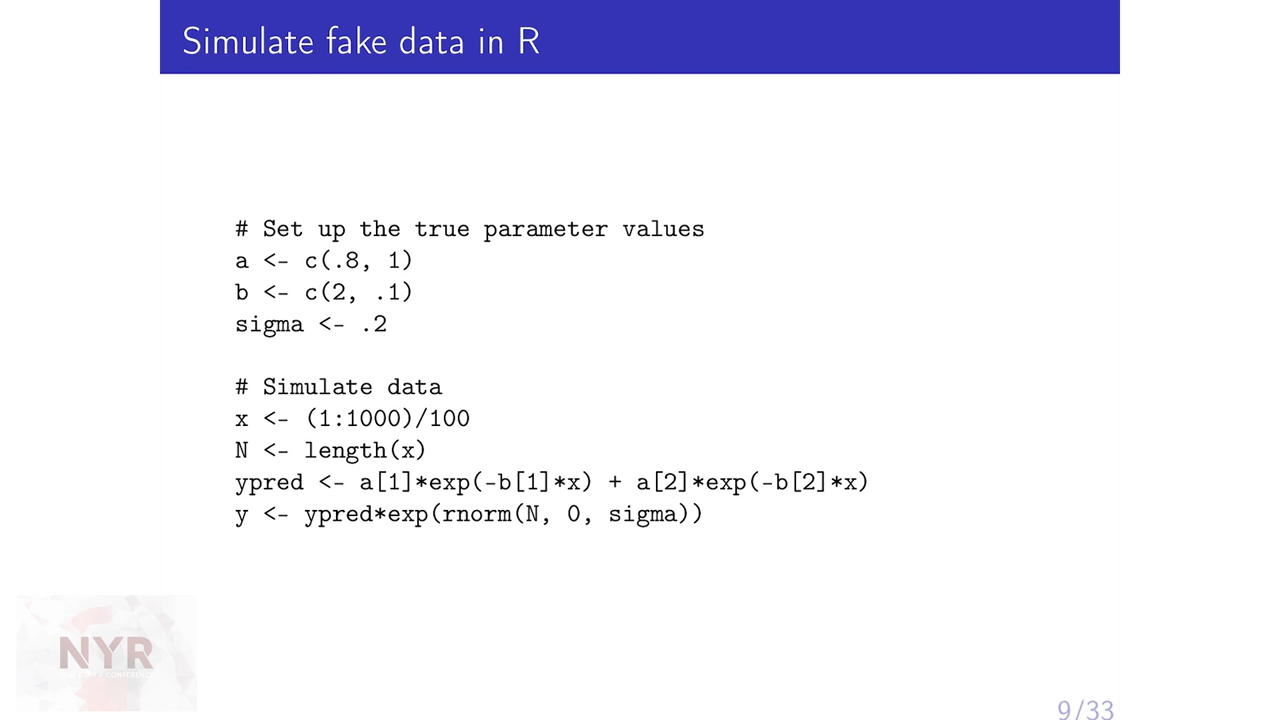 Simulate fake data in R
# Set up the true parameter values
a <- c(.8, 1)
b <- c(2, .1)
sigma <- .2
# Simulate data
x <- (1:1000)/100
N <- length(x)
ypred <- a[1]*exp(-b[1]*x) + a[2]*exp(-b[2]*x)
y <- ypred*exp(rnorm(N, 0, sigma))
NYR
CONFERENCE
9/33